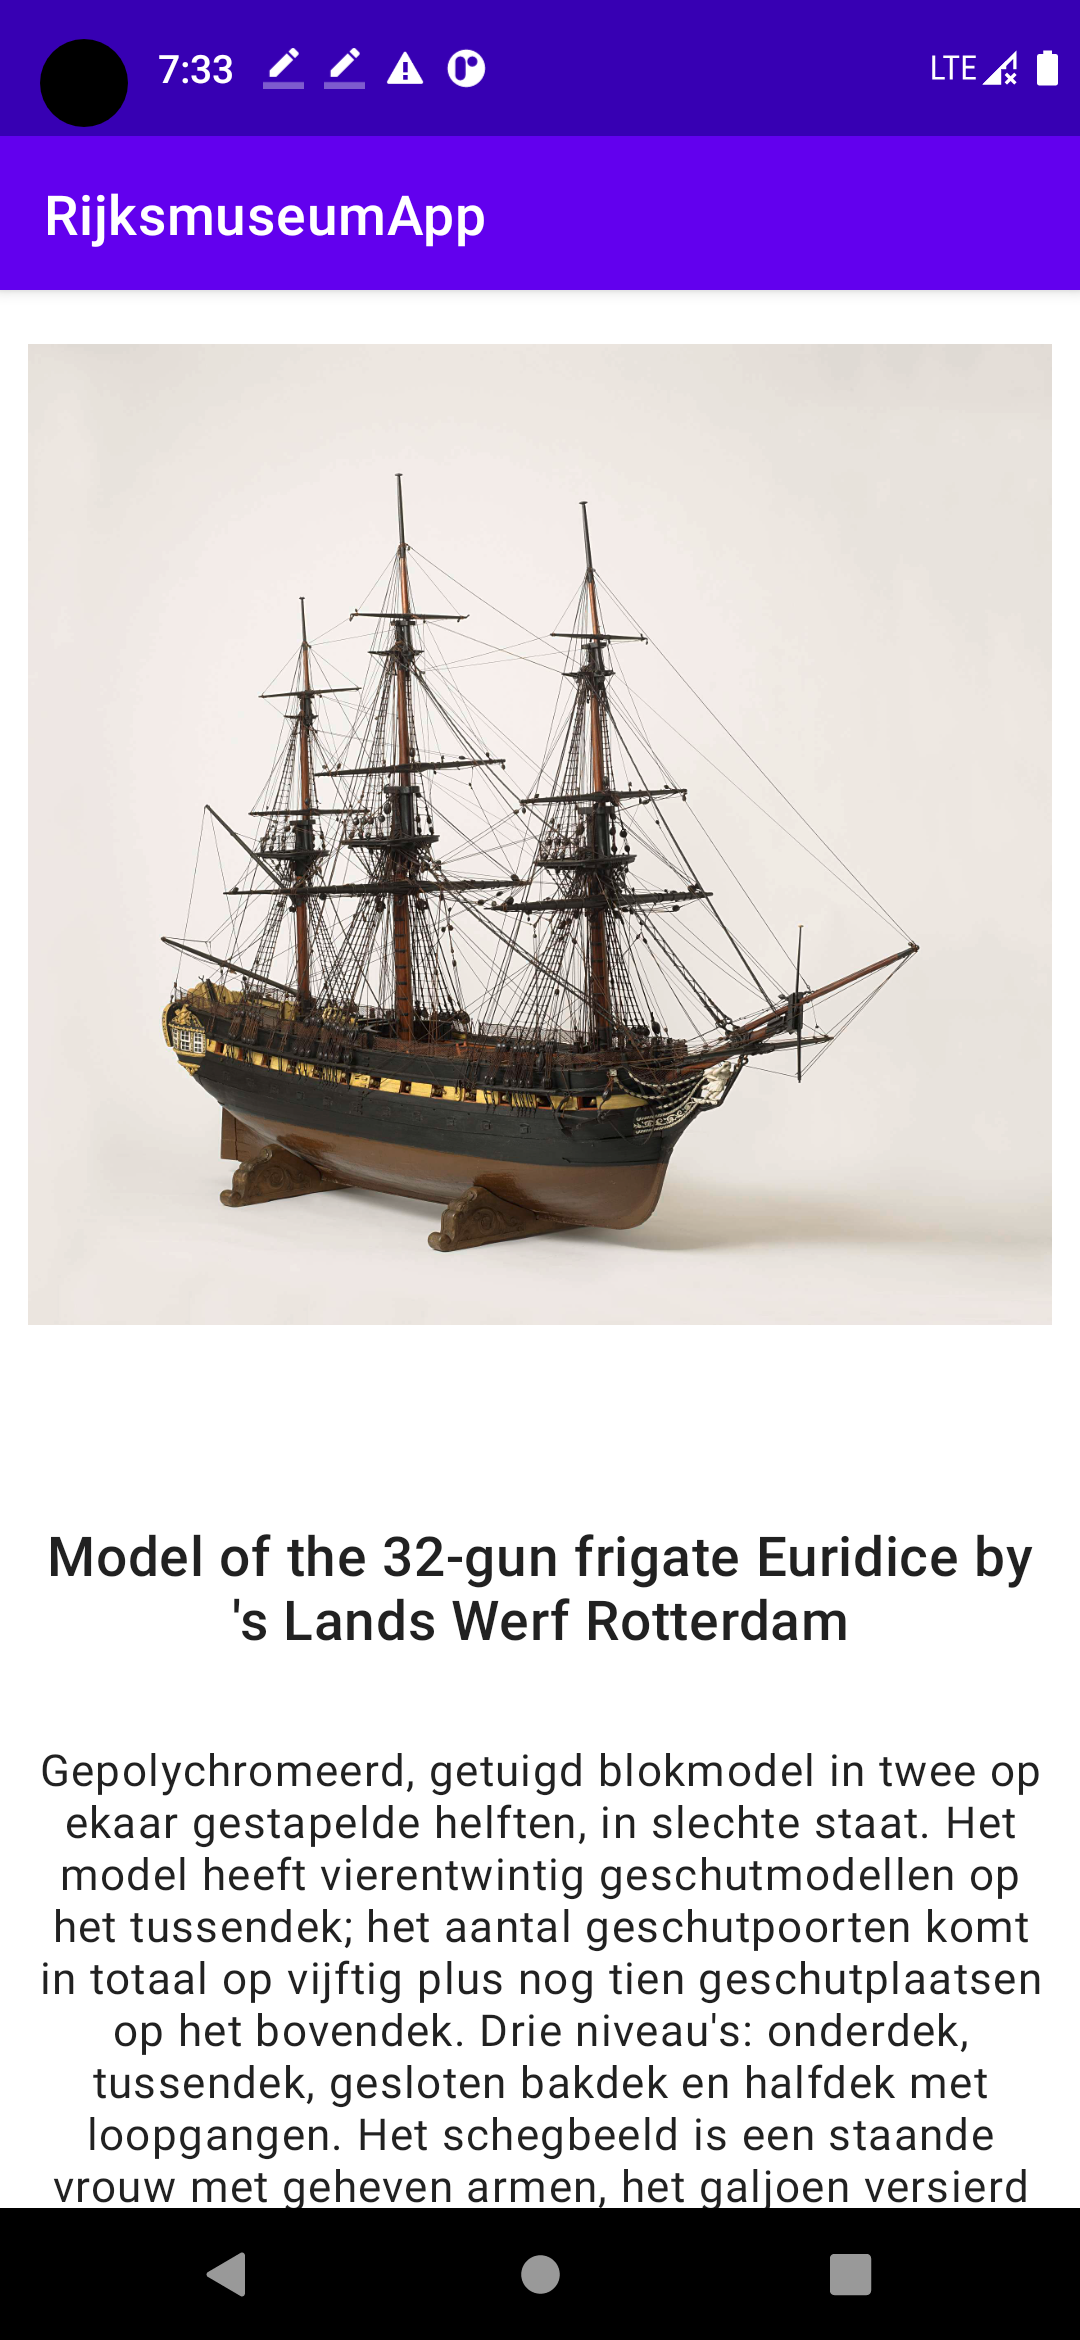 7:33
LTE
RijksmuseumApp
Model of the 32-gun frigate Euridice by
's Lands Werf Rotterdam
Gepolychromeerd, getuigd blokmodel in twee op
ekaar gestapelde helften, in slechte staat. Het
model heeft vierentwintig geschutmodellen op
het tussendek; het aantal geschutpoorten komt
in totaal op vijftig plus nog tien geschutplaatsen
op het bovendek. Drie niveau's: onderdek,
tussendek, gesloten bakdek en halfdek met
loopgangen. Het schegbeeld is een staande
vrouw met geheven armen, het galjoen versierd